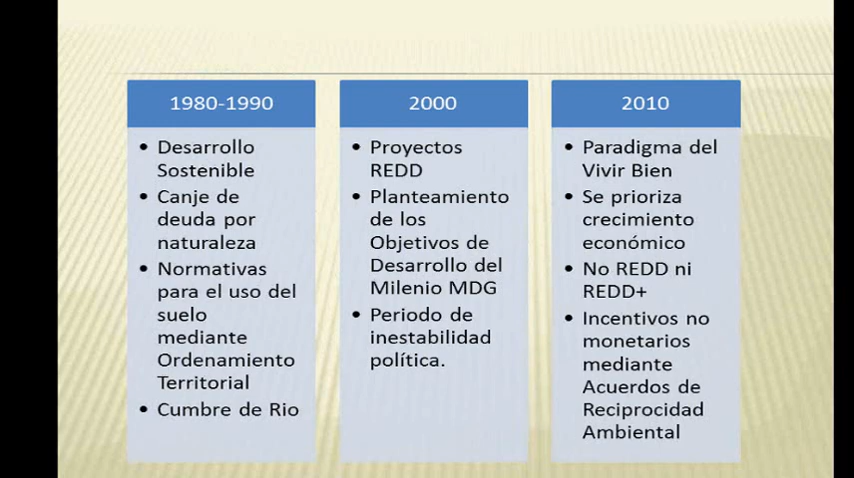 1980-1990
• Desarrollo
Sostenible
• Canje de
deuda por
naturaleza
• Normativas
para el uso del
suelo
mediante
Ordenamiento
Territorial
• Cumbre de Rio
2000
• Proyectos
REDD
• Planteamiento
de los
Objetivos de
Desarrollo del
Milenio MDG
• Periodo de
inestabilidad
política.
2010
• Paradigma del
Vivir Bien
• Se prioriza
crecimiento
económico
• No REDD ni
REDD+
• Incentivos no
monetarios
mediante
Acuerdos de
Reciprocidad
Ambiental